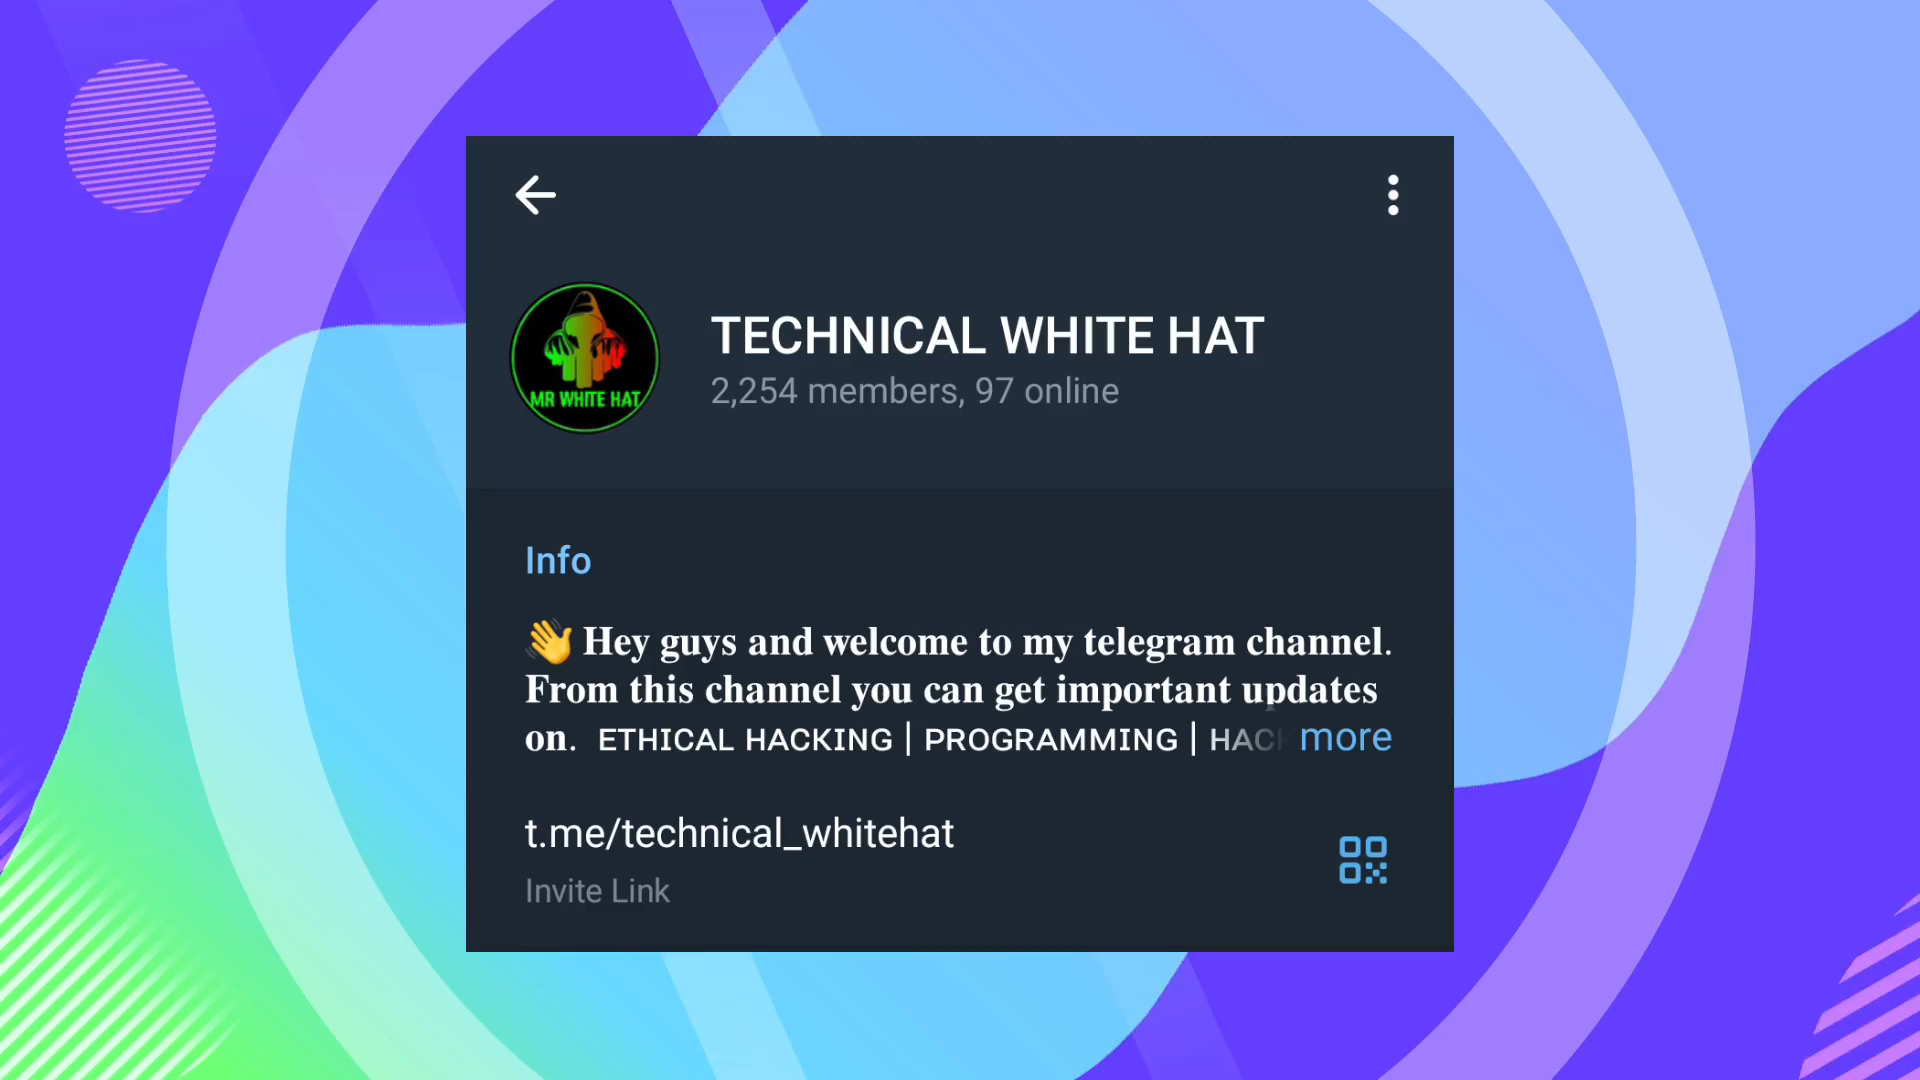 MR WHITE HAT
TECHNICAL WHITE HAT
2,254 members, 97 online
Info
👋 Hey guys and welcome to my telegram channel.
From this channel you can get important updates
on. ETHICAL HACKING | PROGRAMMING | HACK more
t.me/technical_whitehat
Invite Link